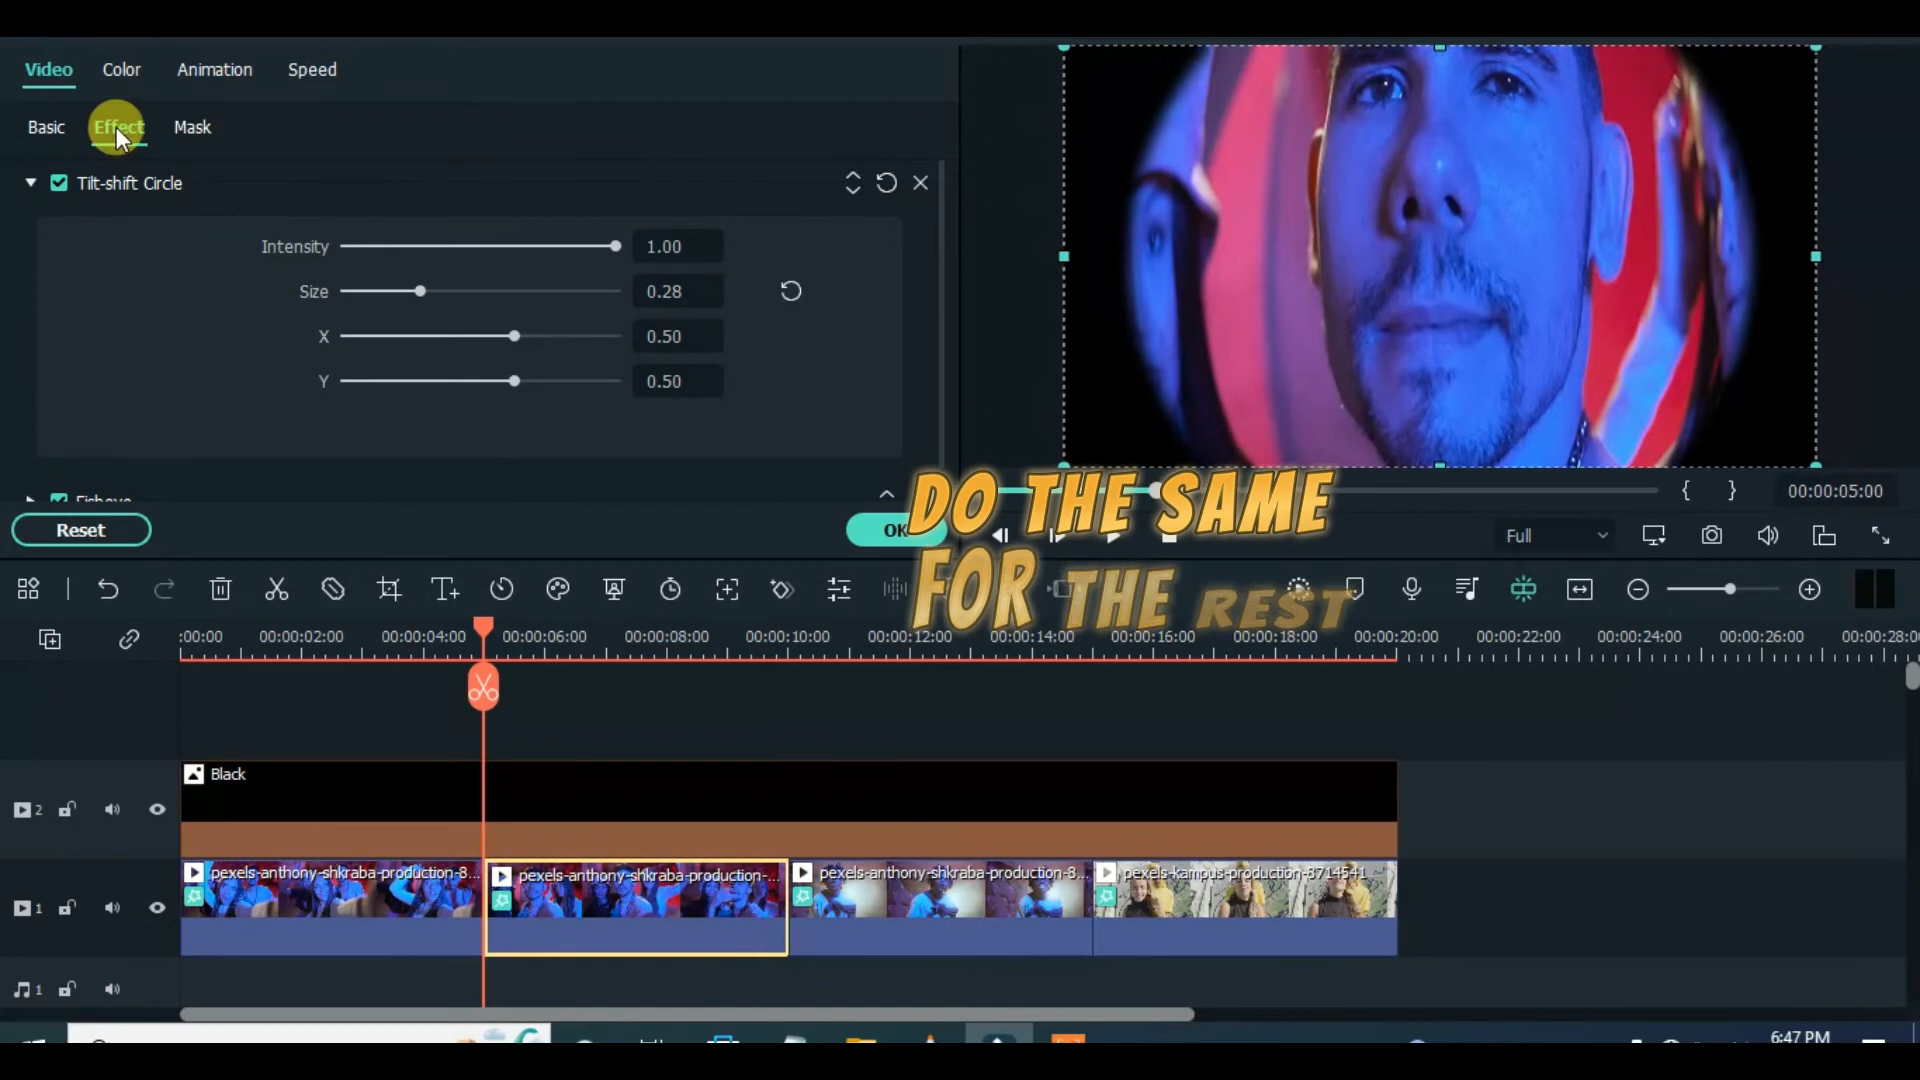 Video Color Animation Speed
Basic Effect Mask
Tilt-shift Circle
Intensity 1.00
Size 0.28
X 0.50
Y 0.50
Reset OK
{ } 00:00:05:00
Full
DO THE SAME
FOR THE REST
:00:00 00:00:02:00 00:00:04:00 00:00:06:00 00:00:08:00 00:00:10:00 00:00:12:00 00:00:14:00 00:00:16:00 00:00:18:00 00:00:20:00 00:00:22:00 00:00:24:00 00:00:26:00 00:00:28:00
Black
2
pexels-anthony-shkraba-production-8... pexels-anthony-shkraba-production-... pexels-anthony-shkraba-production-8... pexels-kampus-production-8714541
1
1
6:47 PM